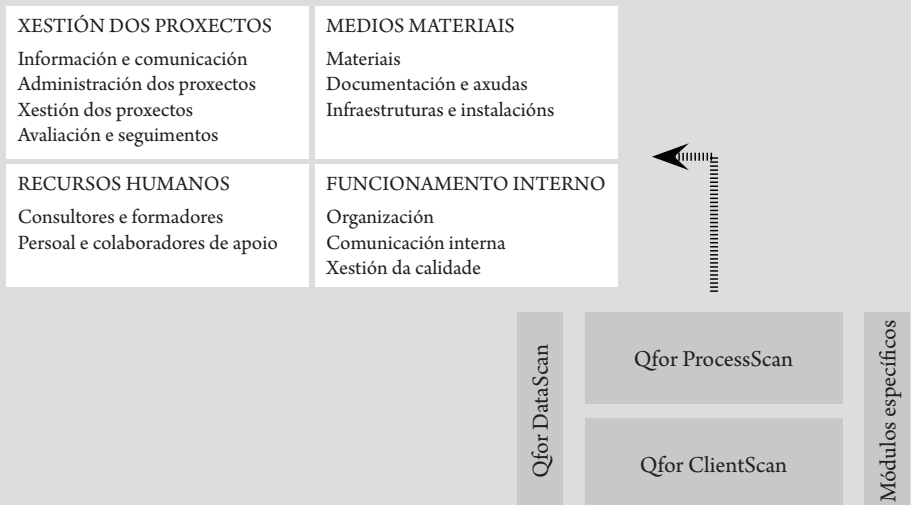 XESTIÓN DOS PROXECTOS
Información e comunicación
Administración dos proxectos
Xestión dos proxectos
Avaliación e seguimentos
MEDIOS MATERIAIS
Materiais
Documentación e axudas
Infraestruturas e instalacións
RECURSOS HUMANOS
Consultores e formadores
Persoal e colaboradores de apoio
FUNCIONAMENTO INTERNO
Organización
Comunicación interna
Xestión da calidade
Qfor DataScan
Qfor ProcessScan
Qfor ClientScan
Módulos específicos